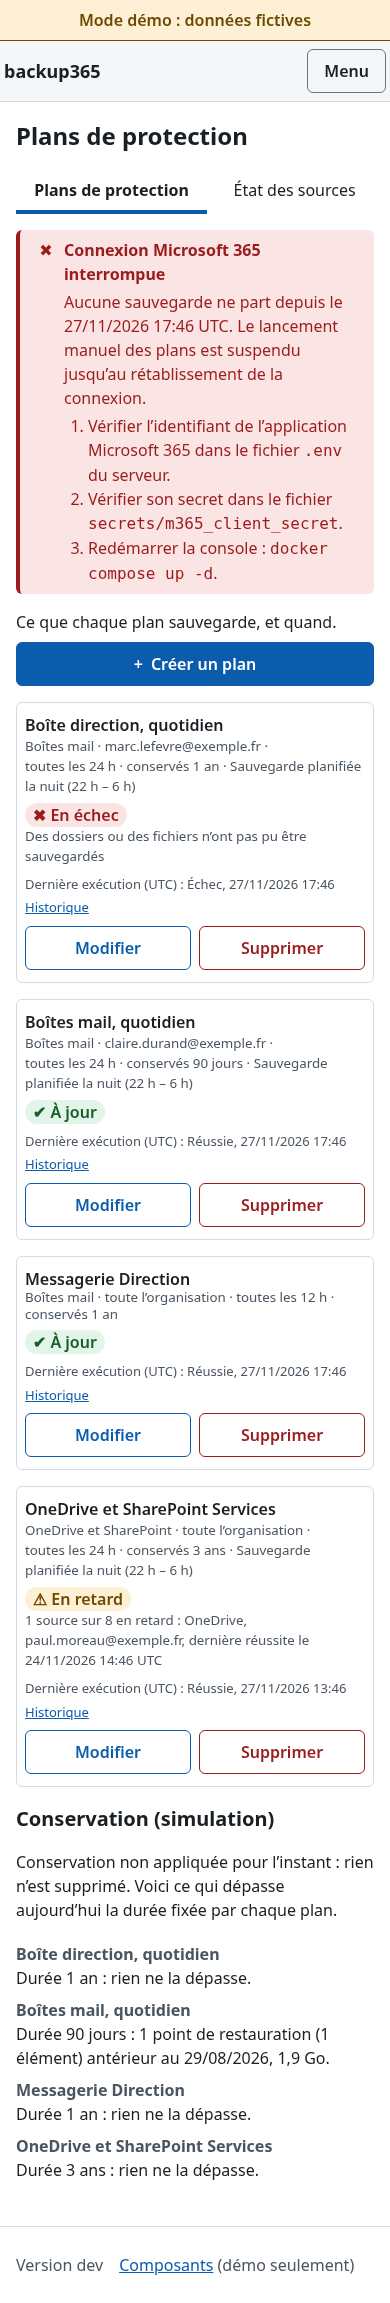 Mode démo : données fictives
backup365
Menu
Plans de protection
Plans de protection
État des sources
✖ Connexion Microsoft 365
interrompue
Aucune sauvegarde ne part depuis le
27/11/2026 17:46 UTC. Le lancement
manuel des plans est suspendu
jusqu’au rétablissement de la
connexion.
1. Vérifier l’identifiant de l’application
Microsoft 365 dans le fichier .env
du serveur.
2. Vérifier son secret dans le fichier
secrets/m365_client_secret.
3. Redémarrer la console : docker
compose up -d.
Ce que chaque plan sauvegarde, et quand.
+ Créer un plan
Boîte direction, quotidien
Boîtes mail · marc.lefevre@exemple.fr ·
toutes les 24 h · conservés 1 an · Sauvegarde planifiée
la nuit (22 h – 6 h)
✖ En échec
Des dossiers ou des fichiers n’ont pas pu être
sauvegardés
Dernière exécution (UTC) : Échec, 27/11/2026 17:46
Historique
Modifier
Supprimer
Boîtes mail, quotidien
Boîtes mail · claire.durand@exemple.fr ·
toutes les 24 h · conservés 90 jours · Sauvegarde
planifiée la nuit (22 h – 6 h)
✔ À jour
Dernière exécution (UTC) : Réussie, 27/11/2026 17:46
Historique
Modifier
Supprimer
Messagerie Direction
Boîtes mail · toute l’organisation · toutes les 12 h ·
conservés 1 an
✔ À jour
Dernière exécution (UTC) : Réussie, 27/11/2026 17:46
Historique
Modifier
Supprimer
OneDrive et SharePoint Services
OneDrive et SharePoint · toute l’organisation ·
toutes les 24 h · conservés 3 ans · Sauvegarde
planifiée la nuit (22 h – 6 h)
⚠ En retard
1 source sur 8 en retard : OneDrive,
paul.moreau@exemple.fr, dernière réussite le
24/11/2026 14:46 UTC
Dernière exécution (UTC) : Réussie, 27/11/2026 13:46
Historique
Modifier
Supprimer
Conservation (simulation)
Conservation non appliquée pour l’instant : rien
n’est supprimé. Voici ce qui dépasse
aujourd’hui la durée fixée par chaque plan.
Boîte direction, quotidien
Durée 1 an : rien ne la dépasse.
Boîtes mail, quotidien
Durée 90 jours : 1 point de restauration (1
élément) antérieur au 29/08/2026, 1,9 Go.
Messagerie Direction
Durée 1 an : rien ne la dépasse.
OneDrive et SharePoint Services
Durée 3 ans : rien ne la dépasse.
Version dev Composants (démo seulement)